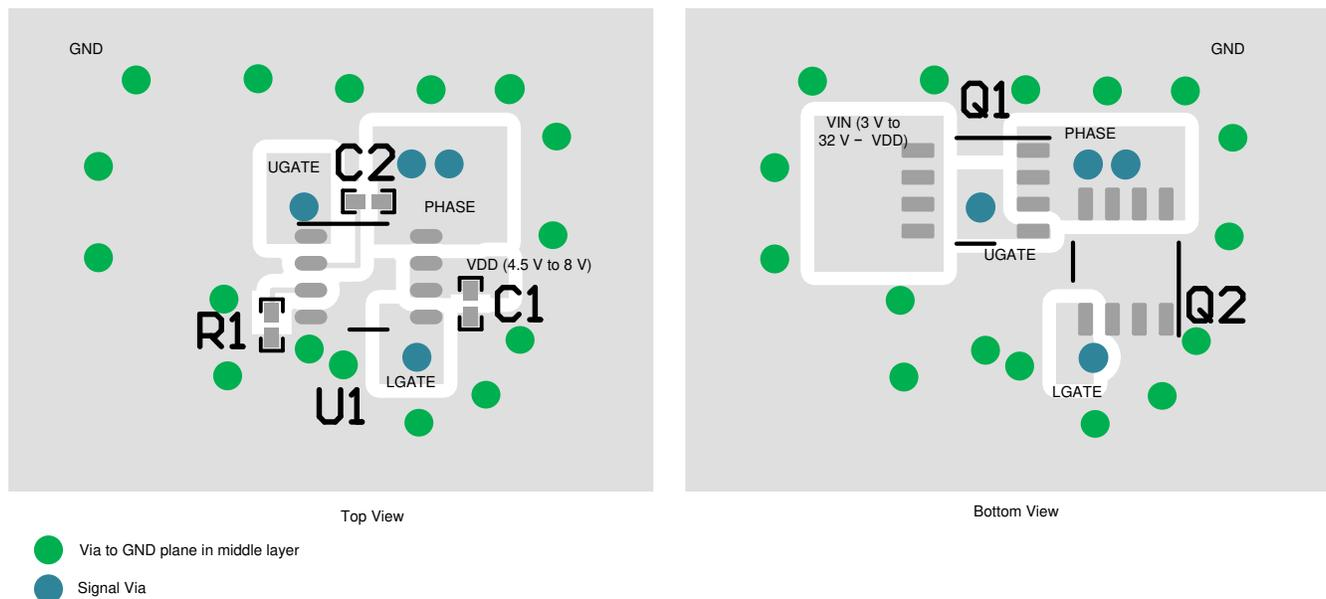 GND
UGATE
C2
PHASE
VDD (4.5 V to 8 V)
C1
R1
LGATE
U1
Top View
GND
Q1
VIN (3 V to
32 V – VDD)
PHASE
UGATE
Q2
LGATE
Bottom View
Via to GND plane in middle layer
Signal Via